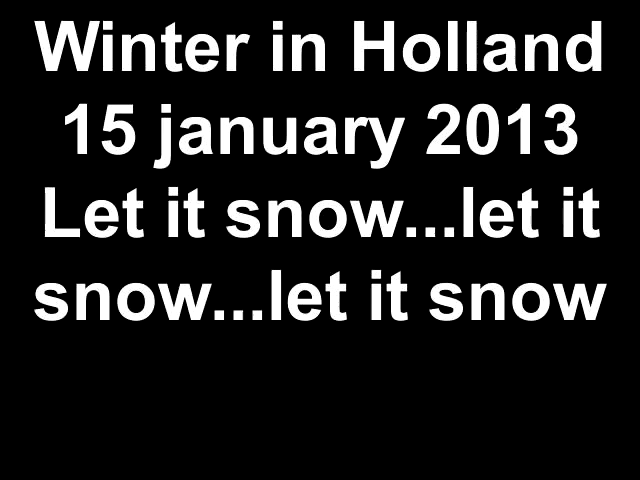 Winter in Holland
15 january 2013
Let it snow...let it
snow...let it snow